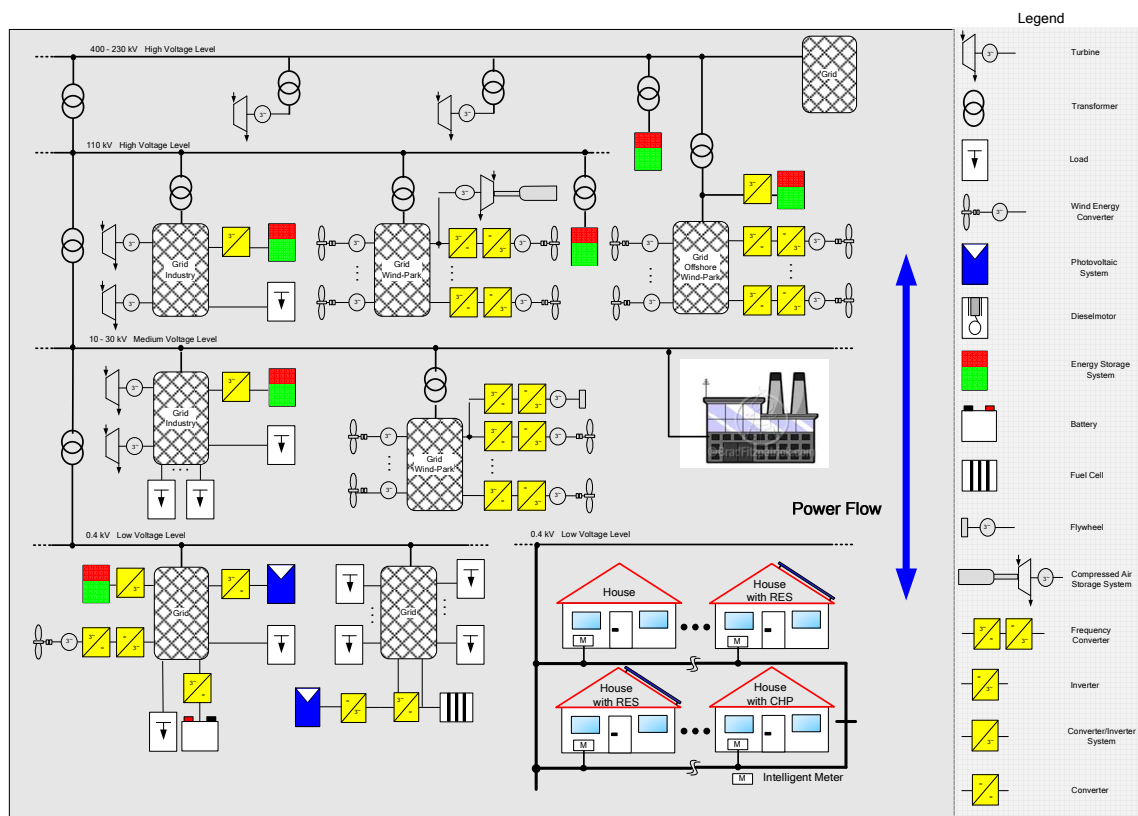 Legend
400 - 230 kV High Voltage Level
Grid
Turbine
Transformer
110 kV High Voltage Level
Load
Grid
Industry
Grid
Wind-Park
Grid
Offshore
Wind-Park
Wind Energy
Converter
Photovoltaic
System
Dieselmotor
10 - 30 kV Medium Voltage Level
Energy Storage
System
Grid
Industry
Grid
Wind-Park
Battery
Fuel Cell
Power Flow
Flywheel
0.4 kV Low Voltage Level
0.4 kV Low Voltage Level
Compressed Air
Storage System
Grid
Grid
House
House
with RES
M
M
Frequency
Converter
House
with RES
House
with CHP
M
M
Inverter
Converter/Inverter
System
M Intelligent Meter
Converter